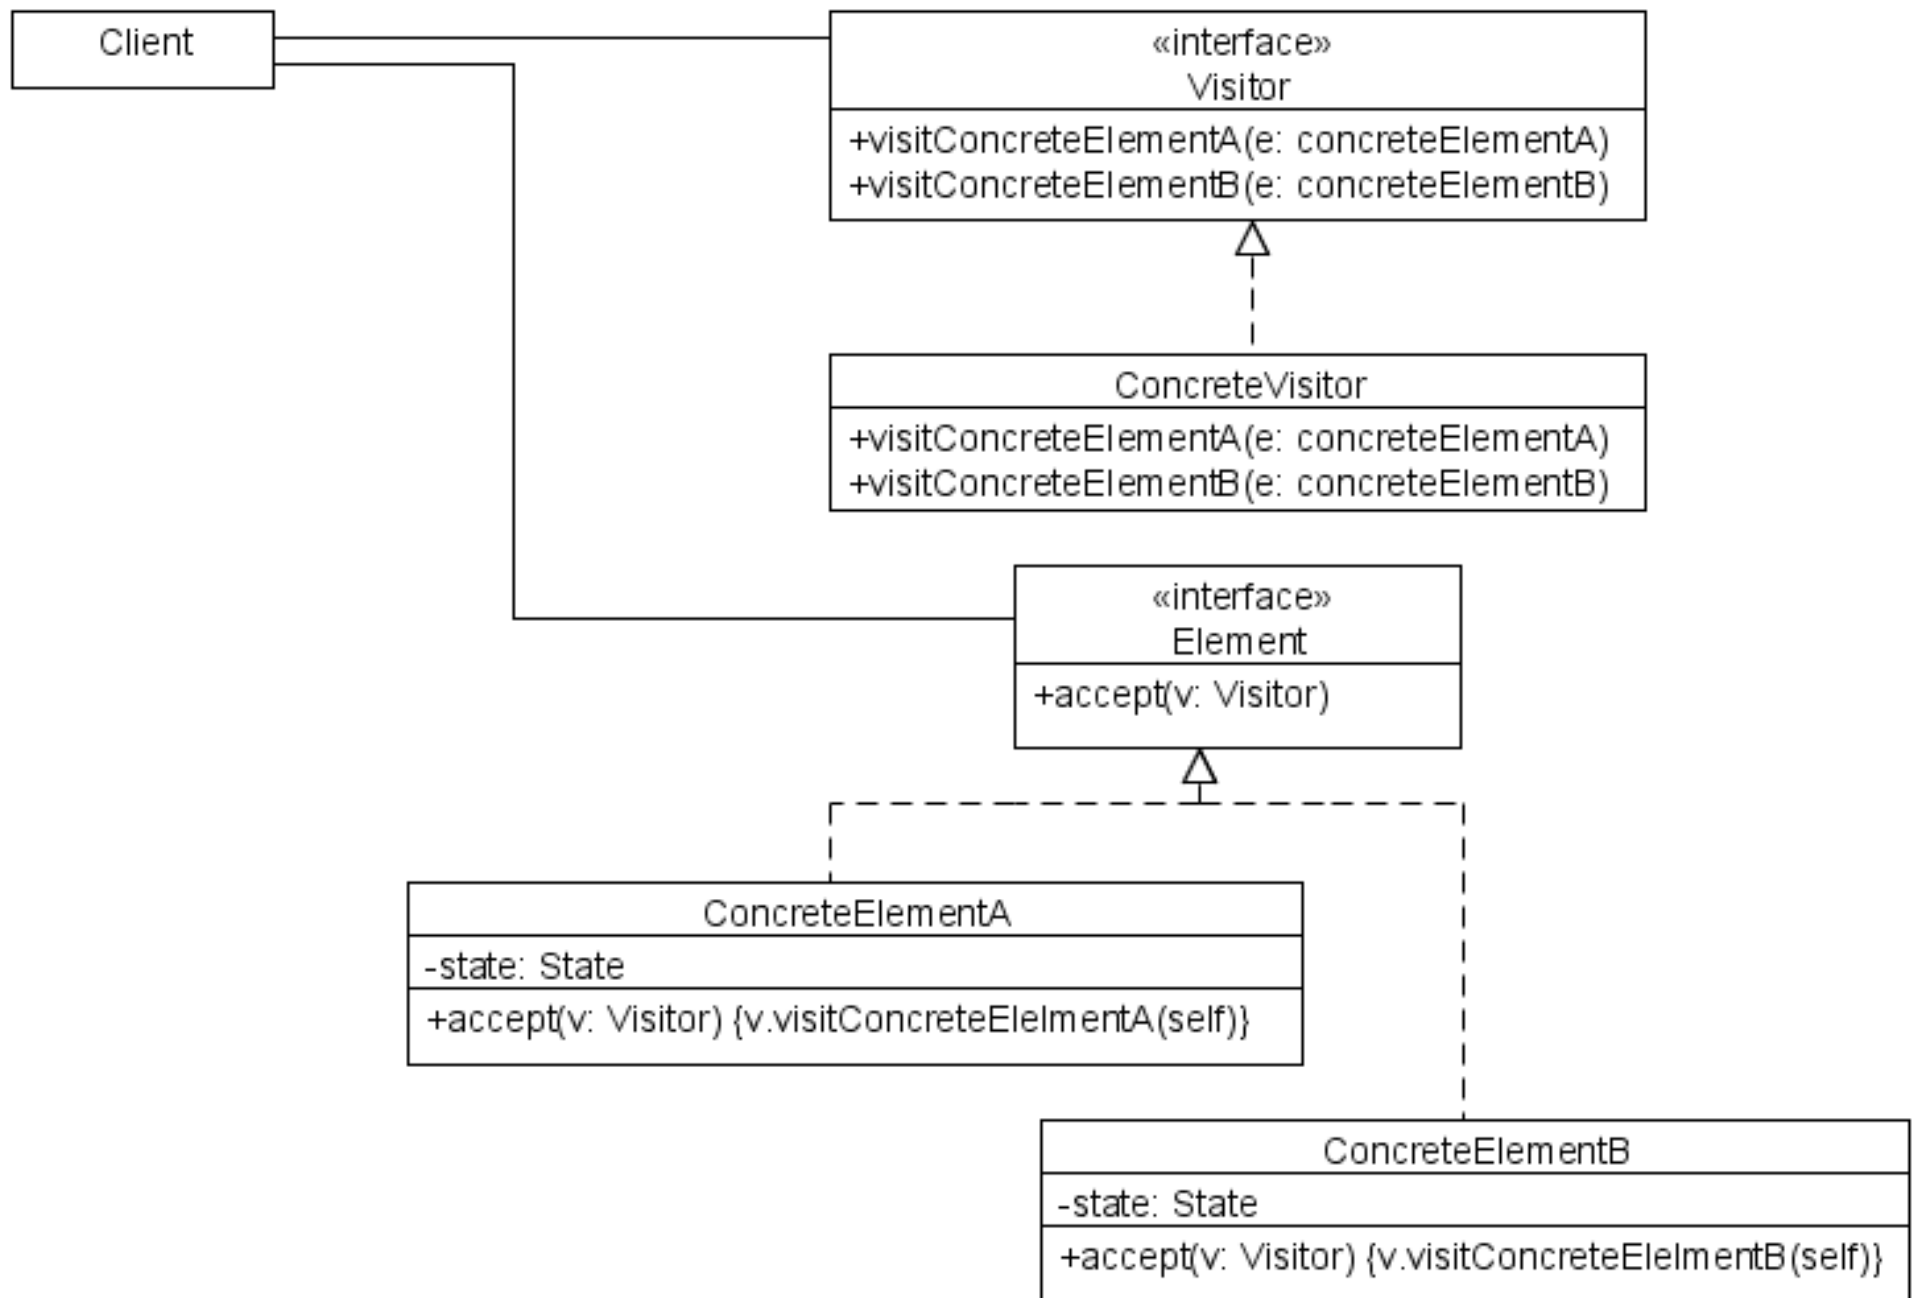 Client
«interface»
Visitor
+visitConcreteElementA(e: concreteElementA)
+visitConcreteElementB(e: concreteElementB)
ConcreteVisitor
+visitConcreteElementA(e: concreteElementA)
+visitConcreteElementB(e: concreteElementB)
«interface»
Element
+accept(v: Visitor)
ConcreteElementA
-state: State
+accept(v: Visitor) {v.visitConcreteElelmentA(self)}
ConcreteElementB
-state: State
+accept(v: Visitor) {v.visitConcreteElelmentB(self)}